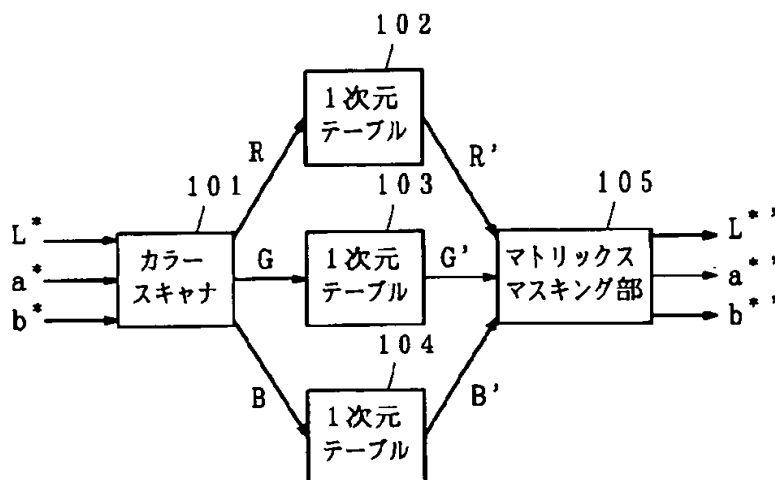 102
1次元
テーブル
R
R'
101
103
105
L*
a*
b*
カラー
スキャナ
G
1次元
テーブル
G'
マトリックス
マスキング部
L*'
a*'
b*'
104
B
1次元
テーブル
B'